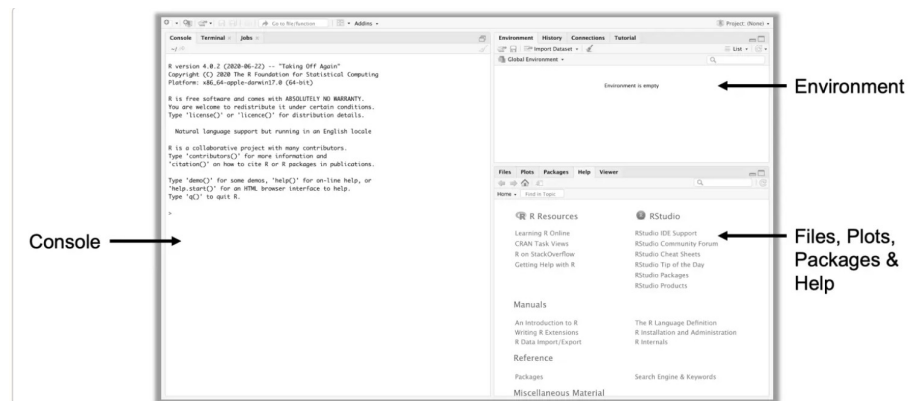 Go to file/function
Addins
Project: (None)
Console Terminal Jobs
~/
R version 4.0.2 (2020-06-22) -- "Taking Off Again"
Copyright (C) 2020 The R Foundation for Statistical Computing
Platform: x86_64-apple-darwin17.0 (64-bit)
R is free software and comes with ABSOLUTELY NO WARRANTY.
You are welcome to redistribute it under certain conditions.
Type 'license()' or 'licence()' for distribution details.
Natural language support but running in an English locale
R is a collaborative project with many contributors.
Type 'contributors()' for more information and
'citation()' on how to cite R or R packages in publications.
Type 'demo()' for some demos, 'help()' for on-line help, or
'help.start()' for an HTML browser interface to help.
Type 'q()' to quit R.
>
Console
Environment History Connections Tutorial
Import Dataset
List
Global Environment
Environment is empty
Environment
Files Plots Packages Help Viewer
Home Find in Topic
R Resources
Learning R Online
CRAN Task Views
R on StackOverflow
Getting Help with R
RStudio
RStudio IDE Support
RStudio Community Forum
RStudio Cheat Sheets
RStudio Tip of the Day
RStudio Packages
RStudio Products
Manuals
An Introduction to R
Writing R Extensions
R Data Import/Export
The R Language Definition
R Installation and Administration
R Internals
Reference
Packages
Search Engine & Keywords
Miscellaneous Material
Files, Plots,
Packages &
Help